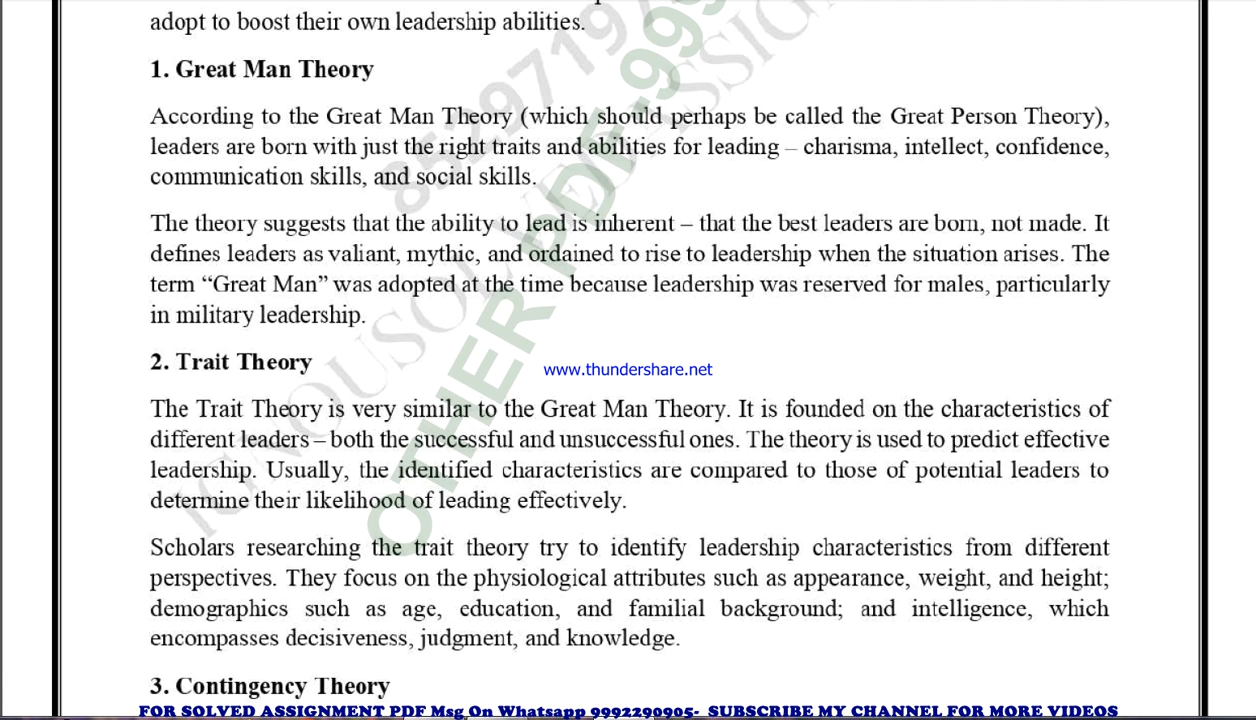 adopt to boost their own leadership abilities.
1. Great Man Theory
According to the Great Man Theory (which should perhaps be called the Great Person Theory),
leaders are born with just the right traits and abilities for leading – charisma, intellect, confidence,
communication skills, and social skills.
The theory suggests that the ability to lead is inherent – that the best leaders are born, not made. It
defines leaders as valiant, mythic, and ordained to rise to leadership when the situation arises. The
term “Great Man” was adopted at the time because leadership was reserved for males, particularly
in military leadership.
2. Trait Theory
www.thundershare.net
The Trait Theory is very similar to the Great Man Theory. It is founded on the characteristics of
different leaders – both the successful and unsuccessful ones. The theory is used to predict effective
leadership. Usually, the identified characteristics are compared to those of potential leaders to
determine their likelihood of leading effectively.
Scholars researching the trait theory try to identify leadership characteristics from different
perspectives. They focus on the physiological attributes such as appearance, weight, and height;
demographics such as age, education, and familial background; and intelligence, which
encompasses decisiveness, judgment, and knowledge.
3. Contingency Theory
FOR SOLVED ASSIGNMENT PDF Msg On Whatsapp 9992290905- SUBSCRIBE MY CHANNEL FOR MORE VIDEOS
OTHER PDF-999
8529719